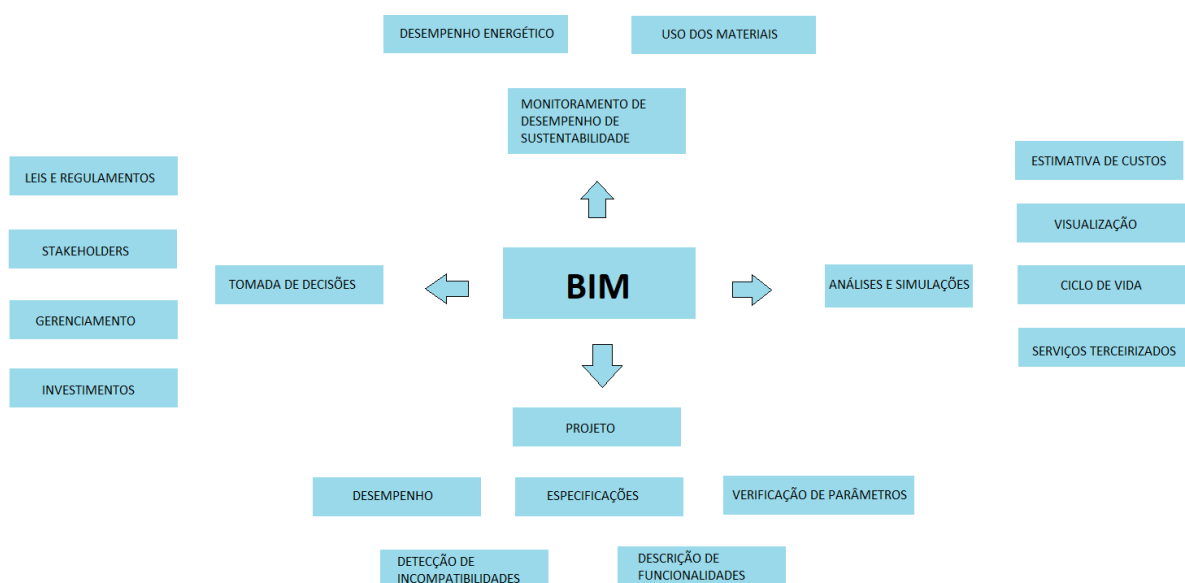 DESEMPENHO ENERGÉTICO
USO DOS MATERIAIS
MONITORAMENTO DE
DESEMPENHO DE
SUSTENTABILIDADE
LEIS E REGULAMENTOS
STAKEHOLDERS
GERENCIAMENTO
INVESTIMENTOS
TOMADA DE DECISÕES
BIM
ANÁLISES E SIMULAÇÕES
ESTIMATIVA DE CUSTOS
VISUALIZAÇÃO
CICLO DE VIDA
SERVIÇOS TERCEIRIZADOS
PROJETO
DESEMPENHO
ESPECIFICAÇÕES
VERIFICAÇÃO DE PARÂMETROS
DETECÇÃO DE
INCOMPATIBILIDADES
DESCRIÇÃO DE
FUNCIONALIDADES